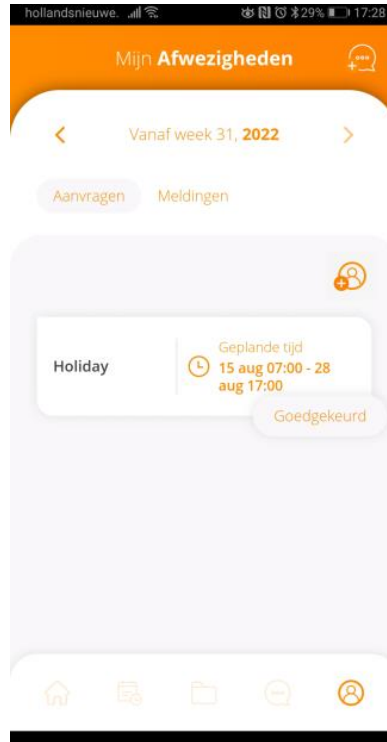 hollandsnieuwe. 29% 17:28
Mijn Afwezigheden
Vanaf week 31, 2022
Aanvragen Meldingen
Holiday
Geplande tijd
15 aug 07:00 - 28
aug 17:00
Goedgekeurd